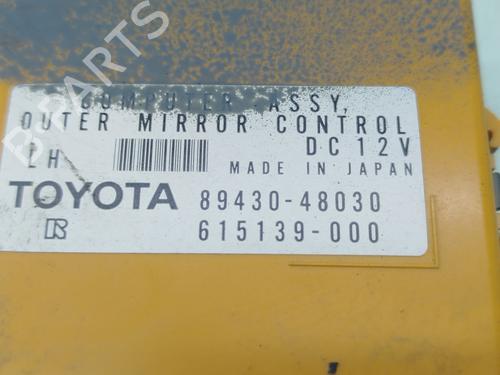 COMPUTER ASSY,
OUTER MIRROR CONTROL
LH DC12V
MADE IN JAPAN
TOYOTA 89430-48030
R 615139-000
B-PARTS